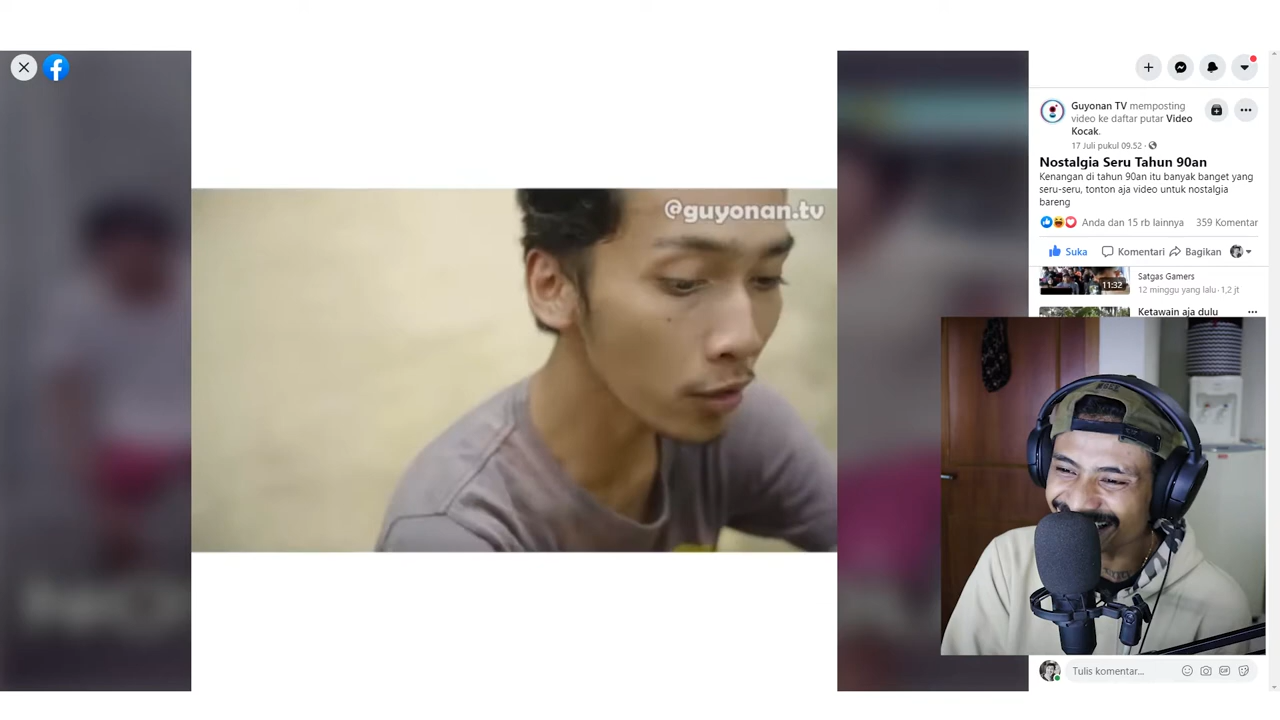 @guyonan.tv
Guyonan TV memposting
video ke daftar putar Video
Kocak.
17 Juli pukul 09.52 ·
Nostalgia Seru Tahun 90an
Kenangan di tahun 90an itu banyak banget yang
seru-seru, tonton aja video untuk nostalgia
bareng
Anda dan 15 rb lainnya 359 Komentar
Suka Komentari Bagikan
Satgas Gamers
11:32
12 minggu yang lalu · 1,2 jt
Ketawain aja dulu
Tulis komentar...
GIF